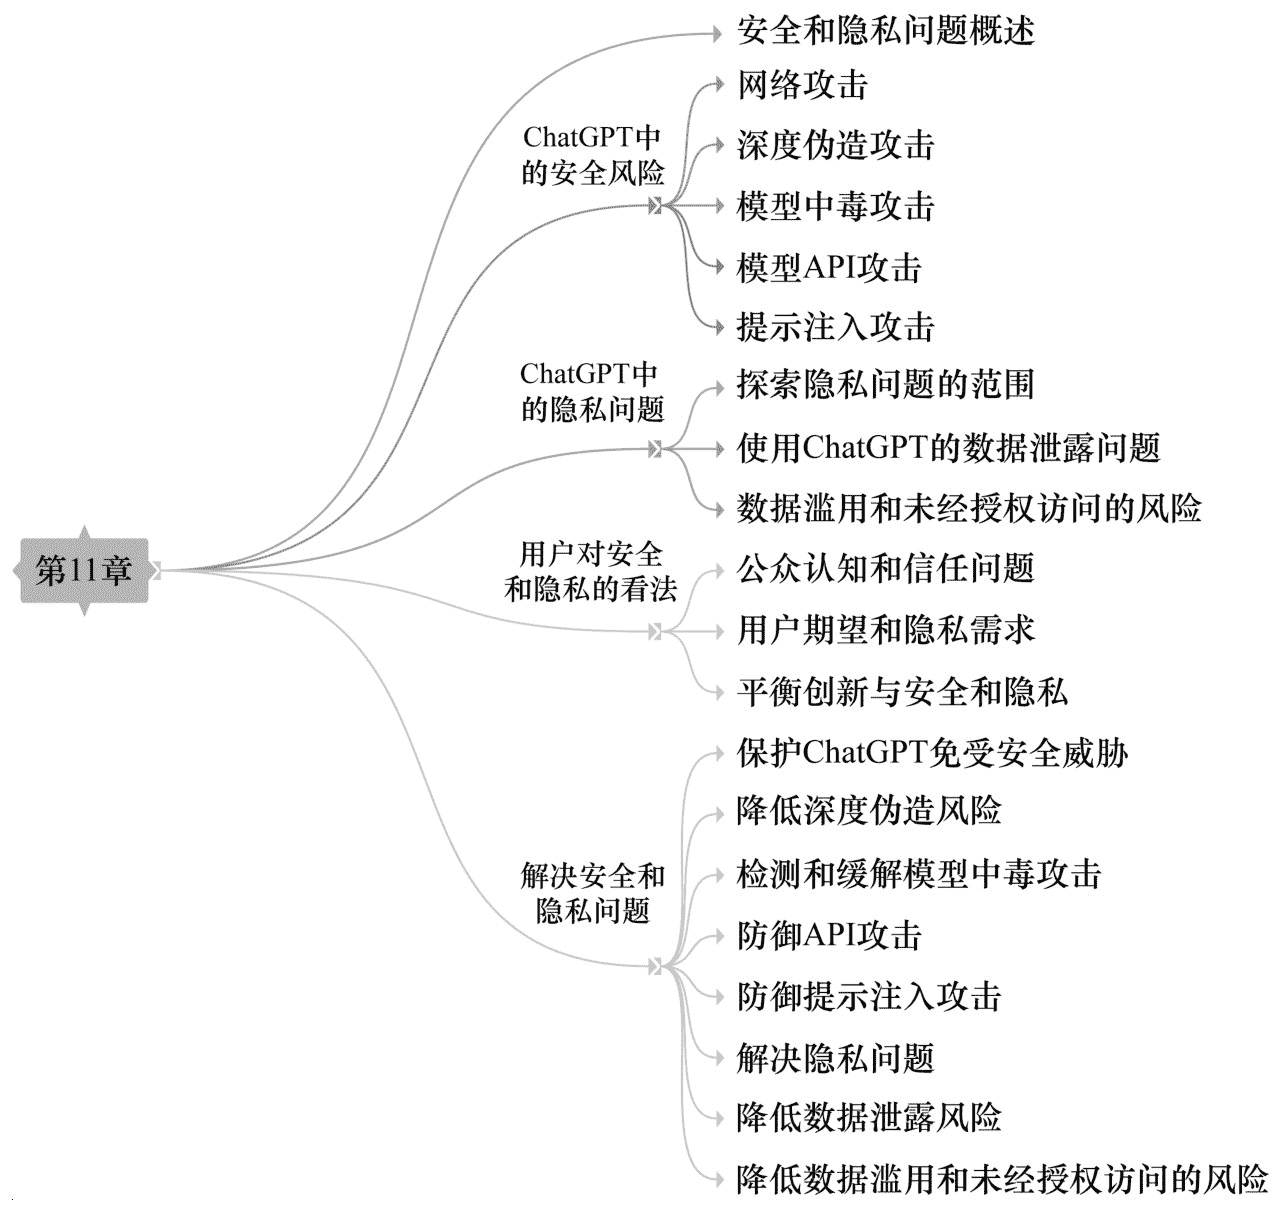 第11章
安全和隐私问题概述
ChatGPT中
的安全风险
网络攻击
深度伪造攻击
模型中毒攻击
模型API攻击
提示注入攻击
ChatGPT中
的隐私问题
探索隐私问题的范围
使用ChatGPT的数据泄露问题
数据滥用和未经授权访问的风险
用户对安全
和隐私的看法
公众认知和信任问题
用户期望和隐私需求
平衡创新与安全和隐私
解决安全和
隐私问题
保护ChatGPT免受安全威胁
降低深度伪造风险
检测和缓解模型中毒攻击
防御API攻击
防御提示注入攻击
解决隐私问题
降低数据泄露风险
降低数据滥用和未经授权访问的风险